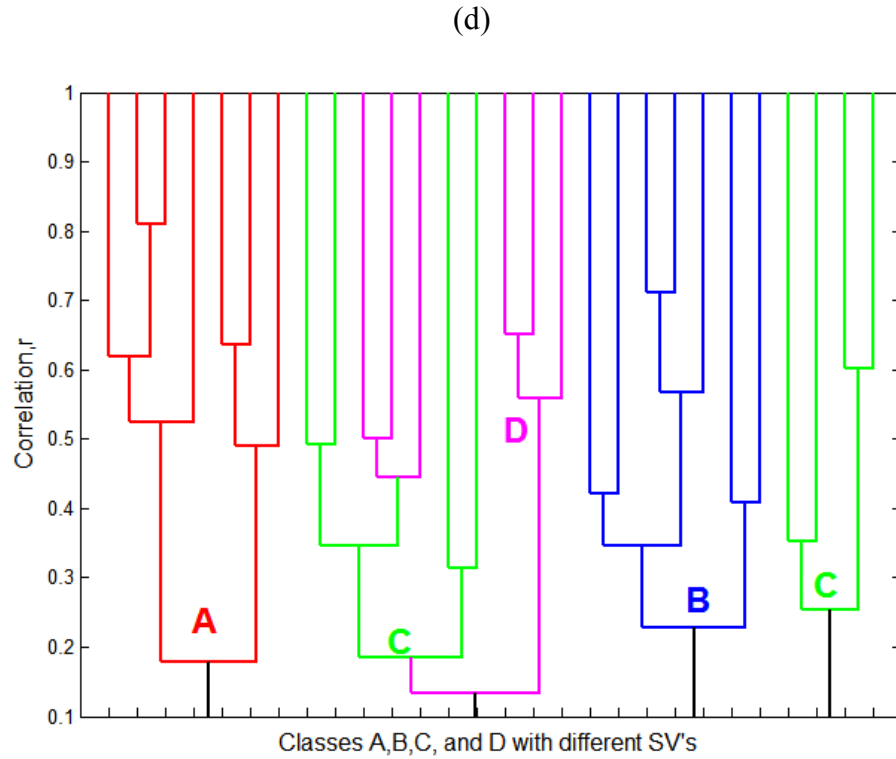 (d)
1
0.9
0.8
0.7
0.6
0.5
0.4
0.3
0.2
0.1
Correlation,r
A
C
D
B
C
Classes A,B,C, and D with different SV's